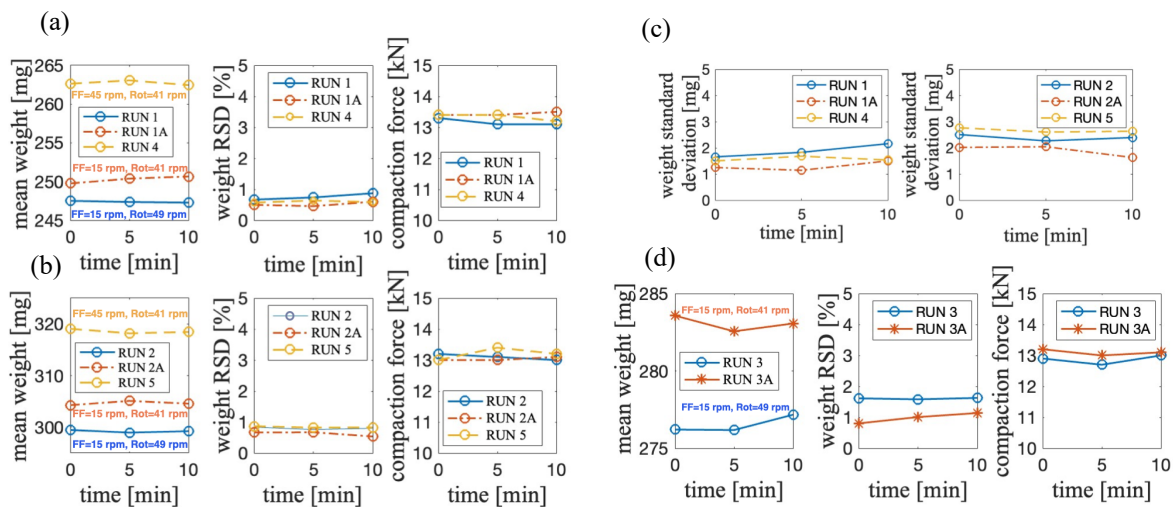 (a)
mean weight [mg]
265
260
255
250
245
FF=45 rpm, Rot=41 rpm
RUN 1
RUN 1A
RUN 4
FF=15 rpm, Rot=41 rpm
FF=15 rpm, Rot=49 rpm
0 5 10
time [min]
weight RSD [%]
5
4
3
2
1
0
RUN 1
RUN 1A
RUN 4
0 5 10
time [min]
compaction force [kN]
15
14
13
12
11
10
RUN 1
RUN 1A
RUN 4
0 5 10
time [min]
(b)
mean weight [mg]
320
310
300
FF=45 rpm, Rot=41 rpm
RUN 2
RUN 2A
RUN 5
FF=15 rpm, Rot=41 rpm
FF=15 rpm, Rot=49 rpm
0 5 10
time [min]
weight RSD [%]
5
4
3
2
1
0
RUN 2
RUN 2A
RUN 5
0 5 10
time [min]
compaction force [kN]
15
14
13
12
11
10
RUN 2
RUN 2A
RUN 5
0 5 10
time [min]
(c)
weight standard
deviation [mg]
5
4
3
2
1
0
RUN 1
RUN 1A
RUN 4
0 5 10
time [min]
weight standard
deviation [mg]
5
4
3
2
1
0
RUN 2
RUN 2A
RUN 5
0 5 10
time [min]
(d)
mean weight [mg]
285
280
275
FF=15 rpm, Rot=41 rpm
RUN 3
RUN 3A
FF=15 rpm, Rot=49 rpm
0 5 10
time [min]
weight RSD [%]
5
4
3
2
1
0
RUN 3
RUN 3A
0 5 10
time [min]
compaction force [kN]
15
14
13
12
11
10
RUN 3
RUN 3A
0 5 10
time [min]